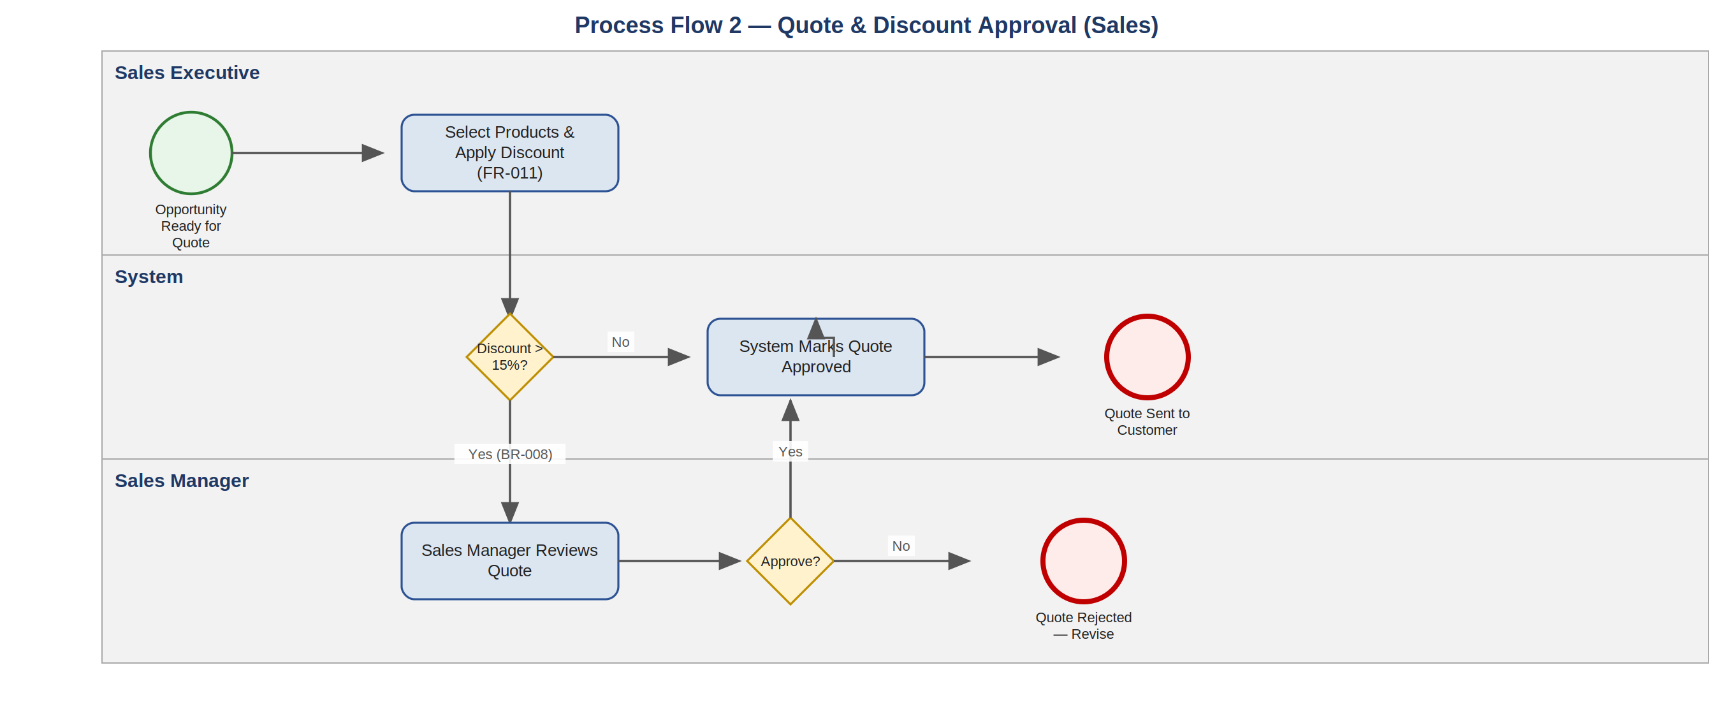 Process Flow 2 — Quote & Discount Approval (Sales)
Sales Executive
Select Products &
Apply Discount
(FR-011)
Opportunity
Ready for
Quote
System
Discount >
15%?
No
System Marks Quote
Approved
Quote Sent to
Customer
Yes (BR-008)
Yes
Sales Manager
Sales Manager Reviews
Quote
Approve?
No
Quote Rejected
— Revise